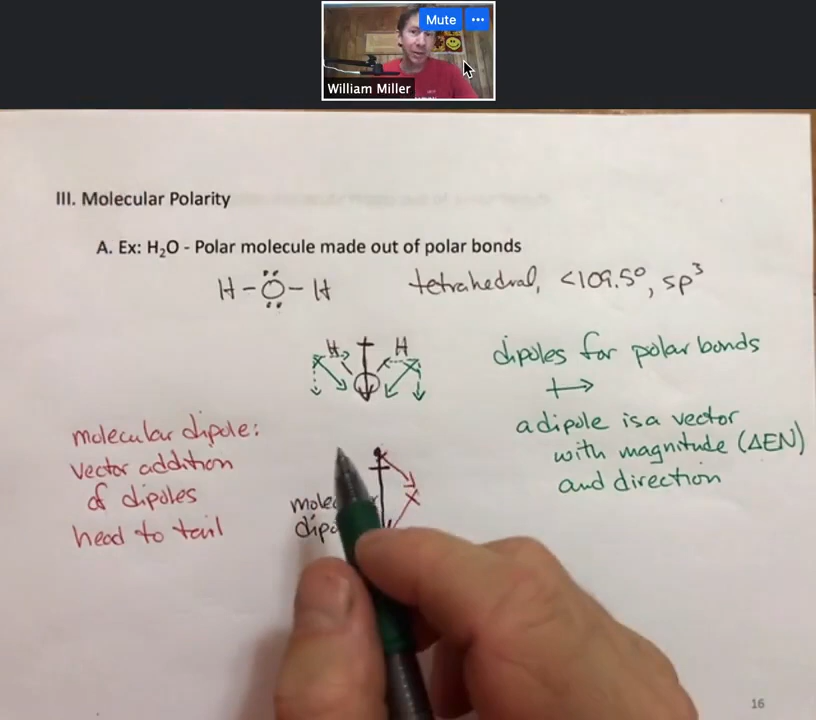 Mute
William Miller
III. Molecular Polarity
A. Ex: H₂O - Polar molecule made out of polar bonds
H-Ö-H
tetrahedral, <109.5°, sp³
H H
dipoles for polar bonds
a dipole is a vector
with magnitude (ΔEN)
and direction
molecular dipole:
vector addition
of dipoles
head to tail
16